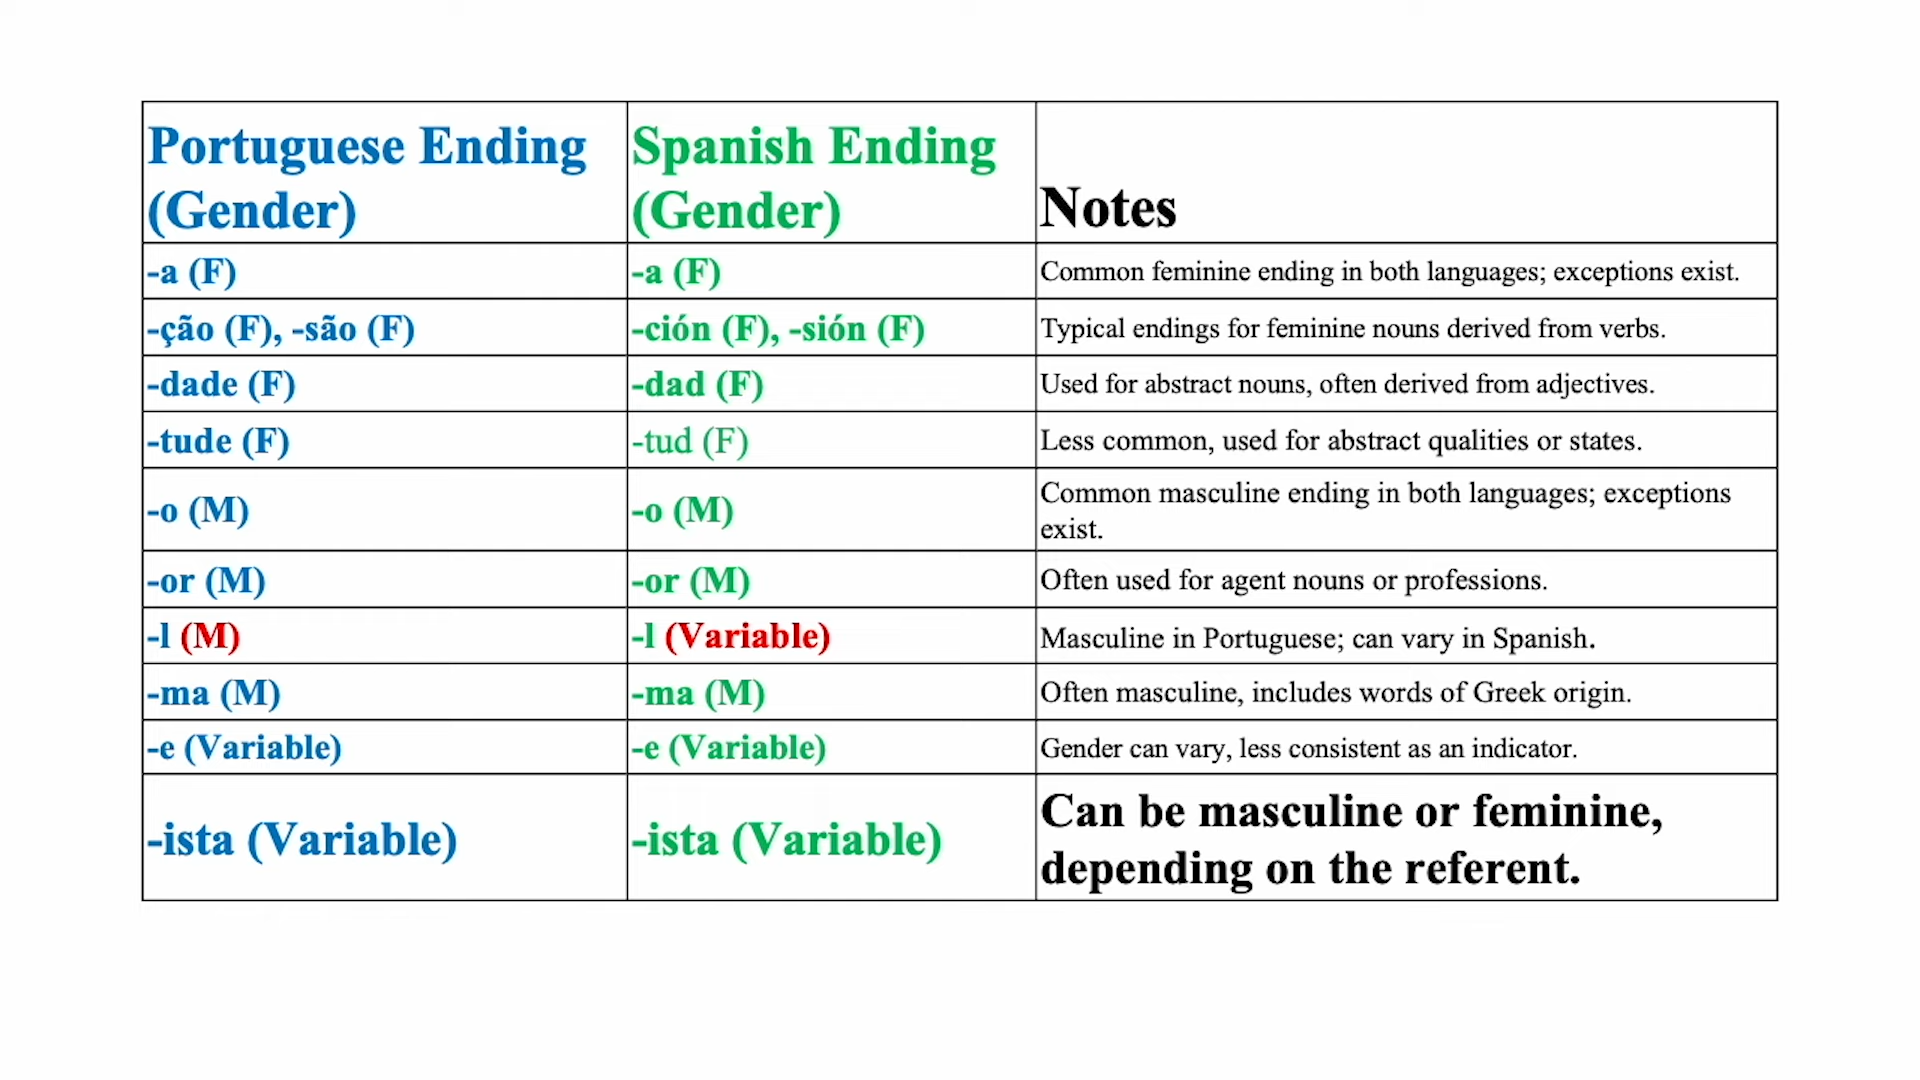 Portuguese Ending
(Gender)
Spanish Ending
(Gender)
Notes
-a (F)
-a (F)
Common feminine ending in both languages; exceptions exist.
-ção (F), -são (F)
-ción (F), -sión (F)
Typical endings for feminine nouns derived from verbs.
-dade (F)
-dad (F)
Used for abstract nouns, often derived from adjectives.
-tude (F)
-tud (F)
Less common, used for abstract qualities or states.
-o (M)
-o (M)
Common masculine ending in both languages; exceptions
exist.
-or (M)
-or (M)
Often used for agent nouns or professions.
-l (M)
-l (Variable)
Masculine in Portuguese; can vary in Spanish.
-ma (M)
-ma (M)
Often masculine, includes words of Greek origin.
-e (Variable)
-e (Variable)
Gender can vary, less consistent as an indicator.
-ista (Variable)
-ista (Variable)
Can be masculine or feminine,
depending on the referent.